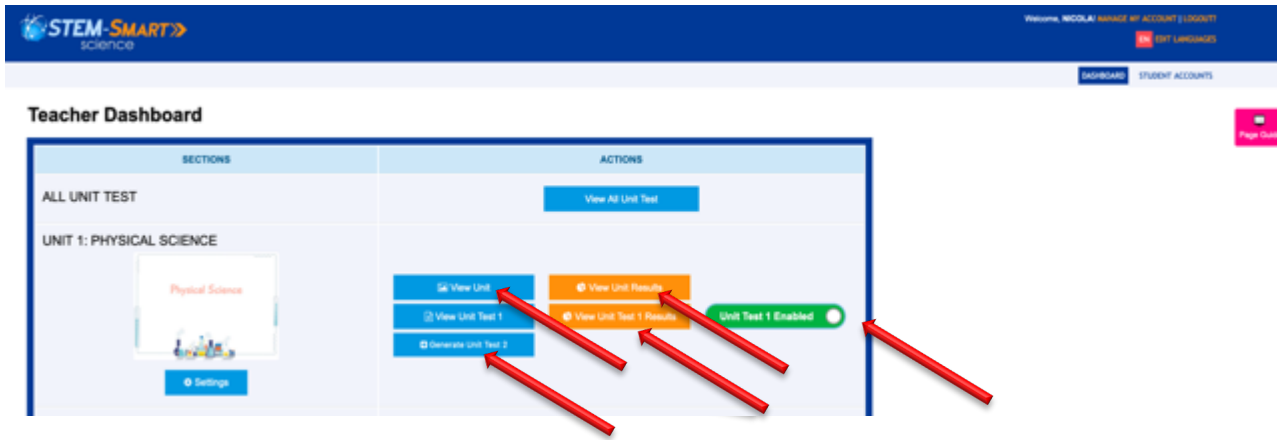 STEM-SMART
science
Welcome, NICOLA! MANAGE MY ACCOUNT | LOGOUT!
EN EDIT LANGUAGES
DASHBOARD STUDENT ACCOUNTS
Teacher Dashboard
Page Guid
SECTIONS ACTIONS
ALL UNIT TEST View All Unit Test
UNIT 1: PHYSICAL SCIENCE
Physical Science
View Unit View Unit Results
View Unit Test 1 View Unit Test 1 Results Unit Test 1 Enabled
Generate Unit Test 2
Settings